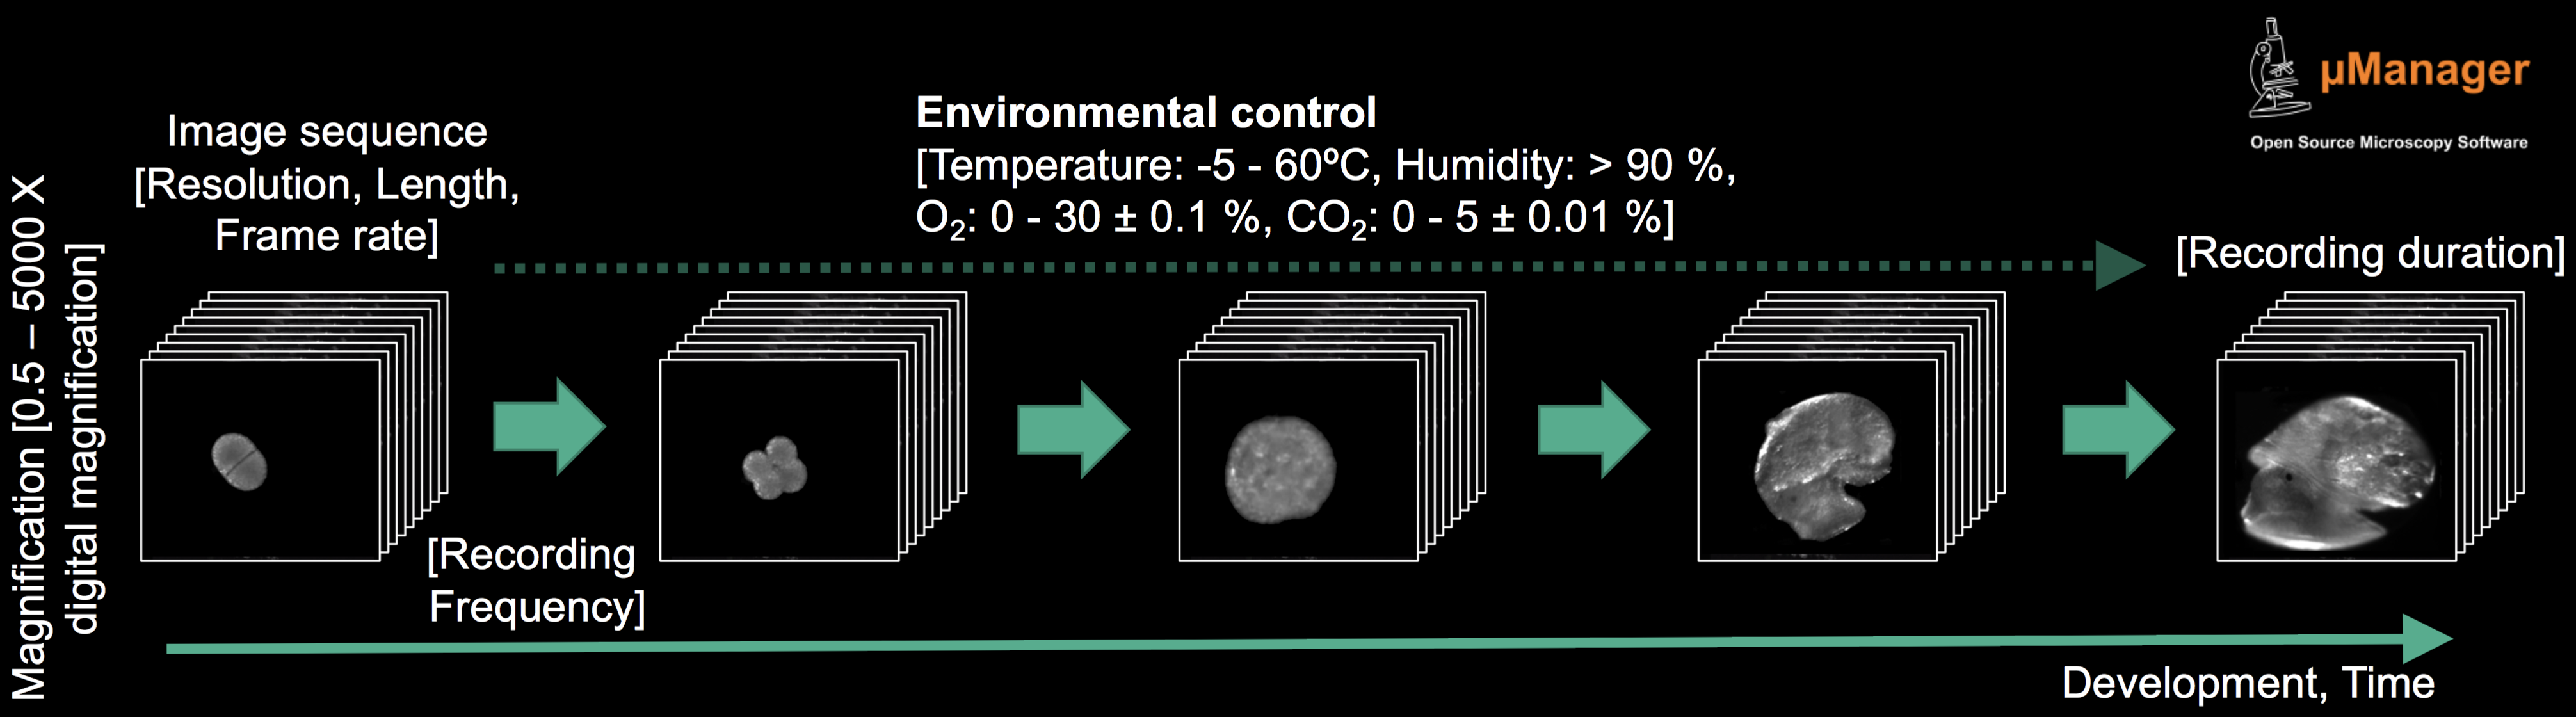 µManager
Open Source Microscopy Software
Image sequence
[Resolution, Length,
Frame rate]
Environmental control
[Temperature: -5 - 60ºC, Humidity: > 90 %,
O₂: 0 - 30 ± 0.1 %, CO₂: 0 - 5 ± 0.01 %]
[Recording duration]
Magnification [0.5 – 5000 X
digital magnification]
[Recording
Frequency]
Development, Time